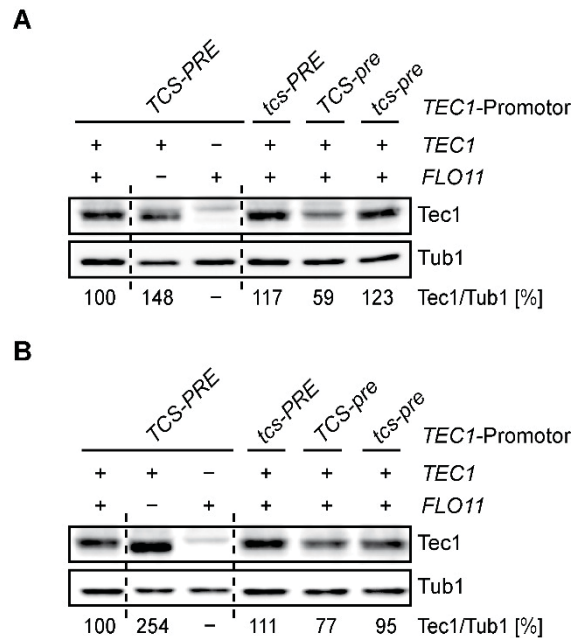 A
TCS-PRE tcs-PRE TCS-pre tcs-pre TEC1-Promotor
+ + – + + + TEC1
+ – + + + + FLO11
Tec1
Tub1
100 148 – 117 59 123 Tec1/Tub1 [%]
B
TCS-PRE tcs-PRE TCS-pre tcs-pre TEC1-Promotor
+ + – + + + TEC1
+ – + + + + FLO11
Tec1
Tub1
100 254 – 111 77 95 Tec1/Tub1 [%]